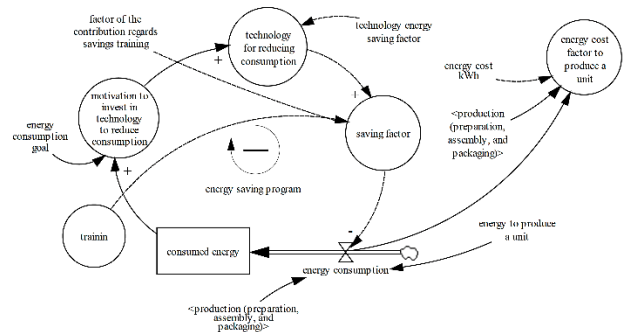 factor of the
contribution regards
savings training
technology
for reducing
consumption
technology energy
saving factor
energy cost
factor to
produce a
unit
energy cost
kWh
+
+
motivation to
invest in
technology
to reduce
consumption
energy
consumption
goal
saving factor
<production
(preparation,
assembly, and
packaging)>
+
energy saving program
trainin
-
energy to produce
a unit
consumed energy
energy consumption
<production (preparation,
assembly, and
packaging)>